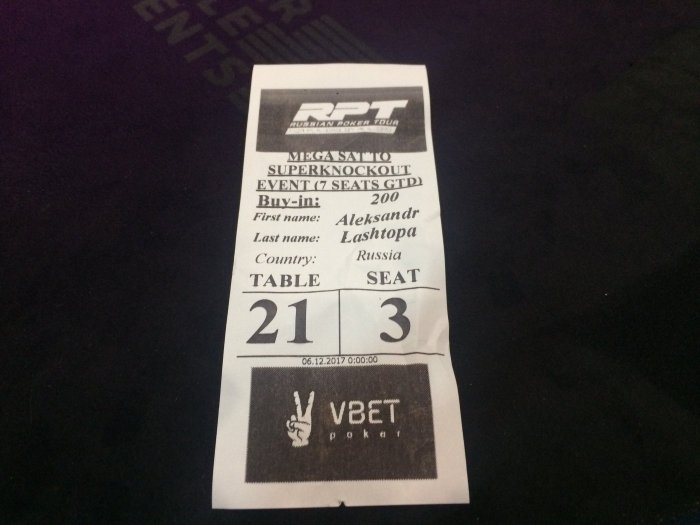 RPT
RUSSIAN POKER TOUR
MEGA SAT TO
SUPERKNOCKOUT
EVENT (7 SEATS GTD)
Buy-in: 200
First name: Aleksandr
Last name: Lashtopa
Country: Russia
TABLE SEAT
21 3
06.12.2017 0:00:00
VBET
poker